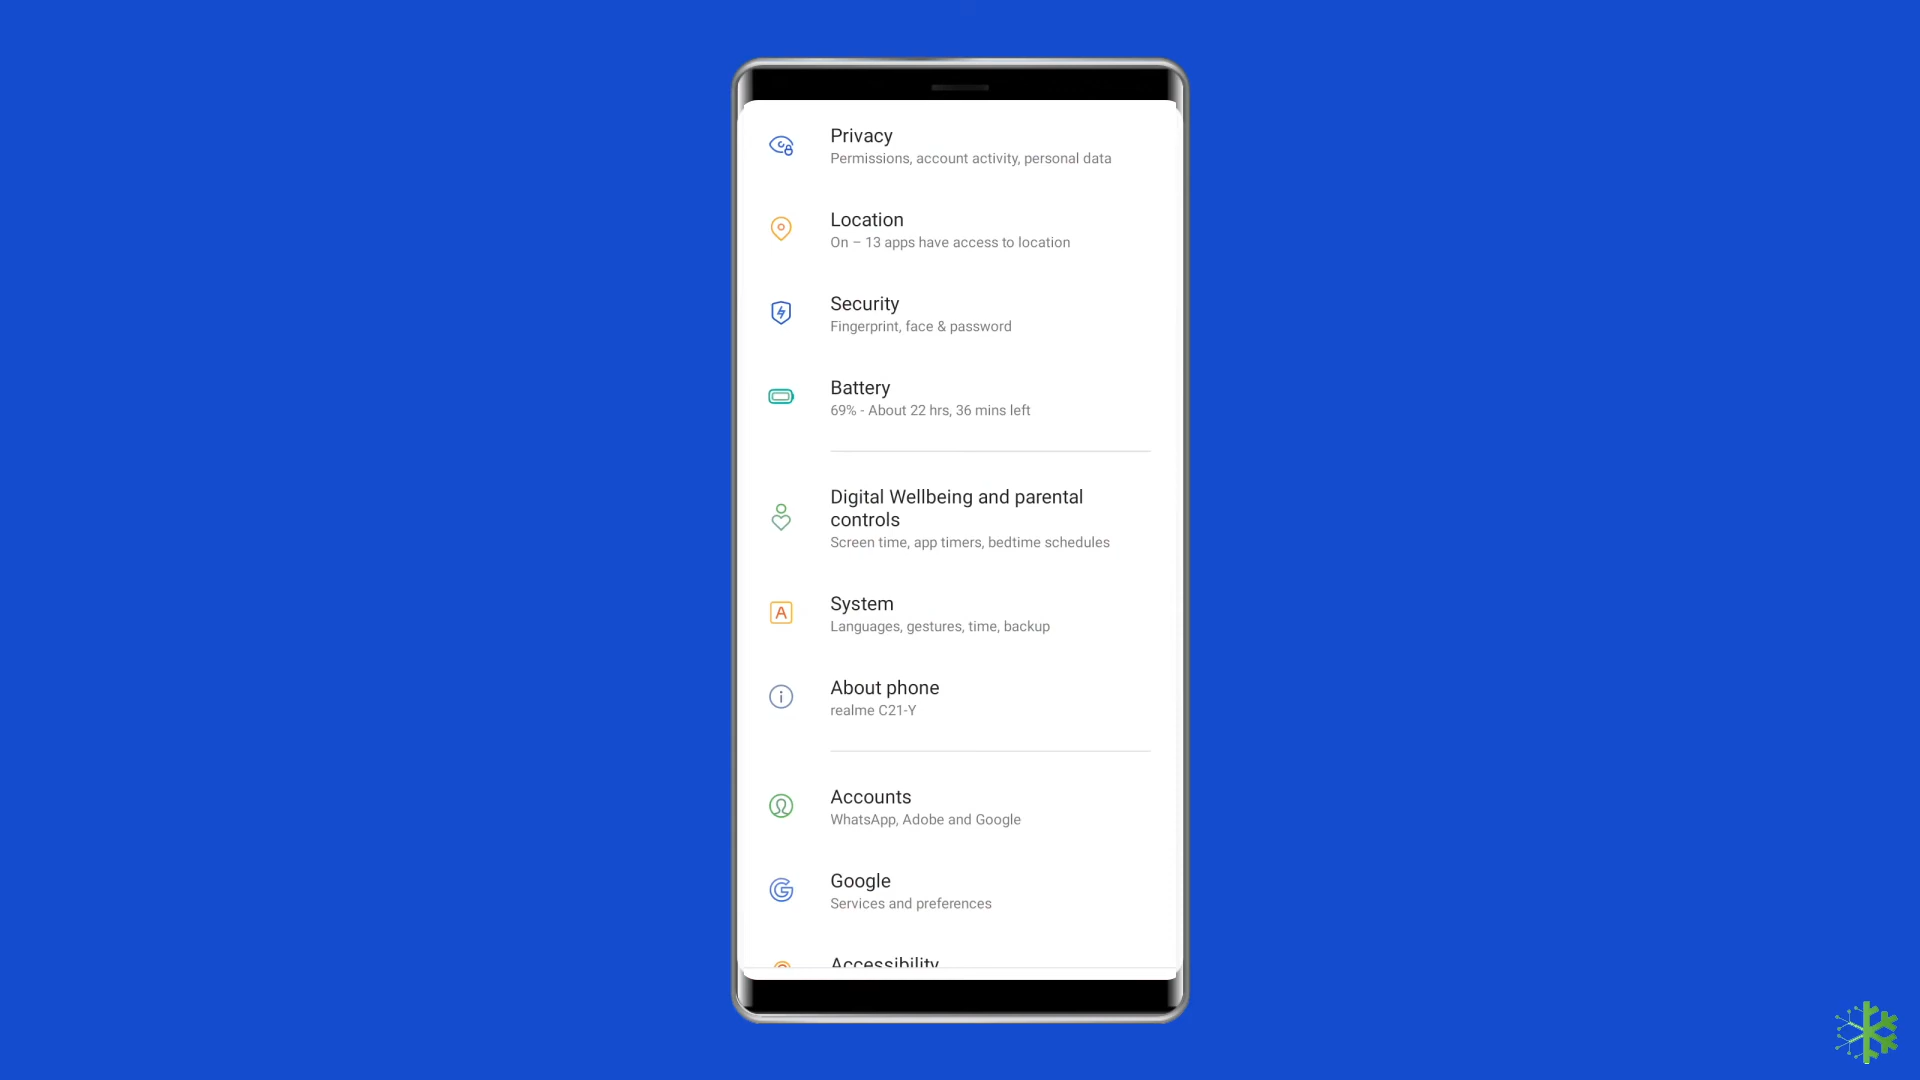 Privacy
Permissions, account activity, personal data
Location
On – 13 apps have access to location
Security
Fingerprint, face & password
Battery
69% - About 22 hrs, 36 mins left
Digital Wellbeing and parental
controls
Screen time, app timers, bedtime schedules
A
System
Languages, gestures, time, backup
About phone
realme C21-Y
Accounts
WhatsApp, Adobe and Google
Google
Services and preferences
Accessibility